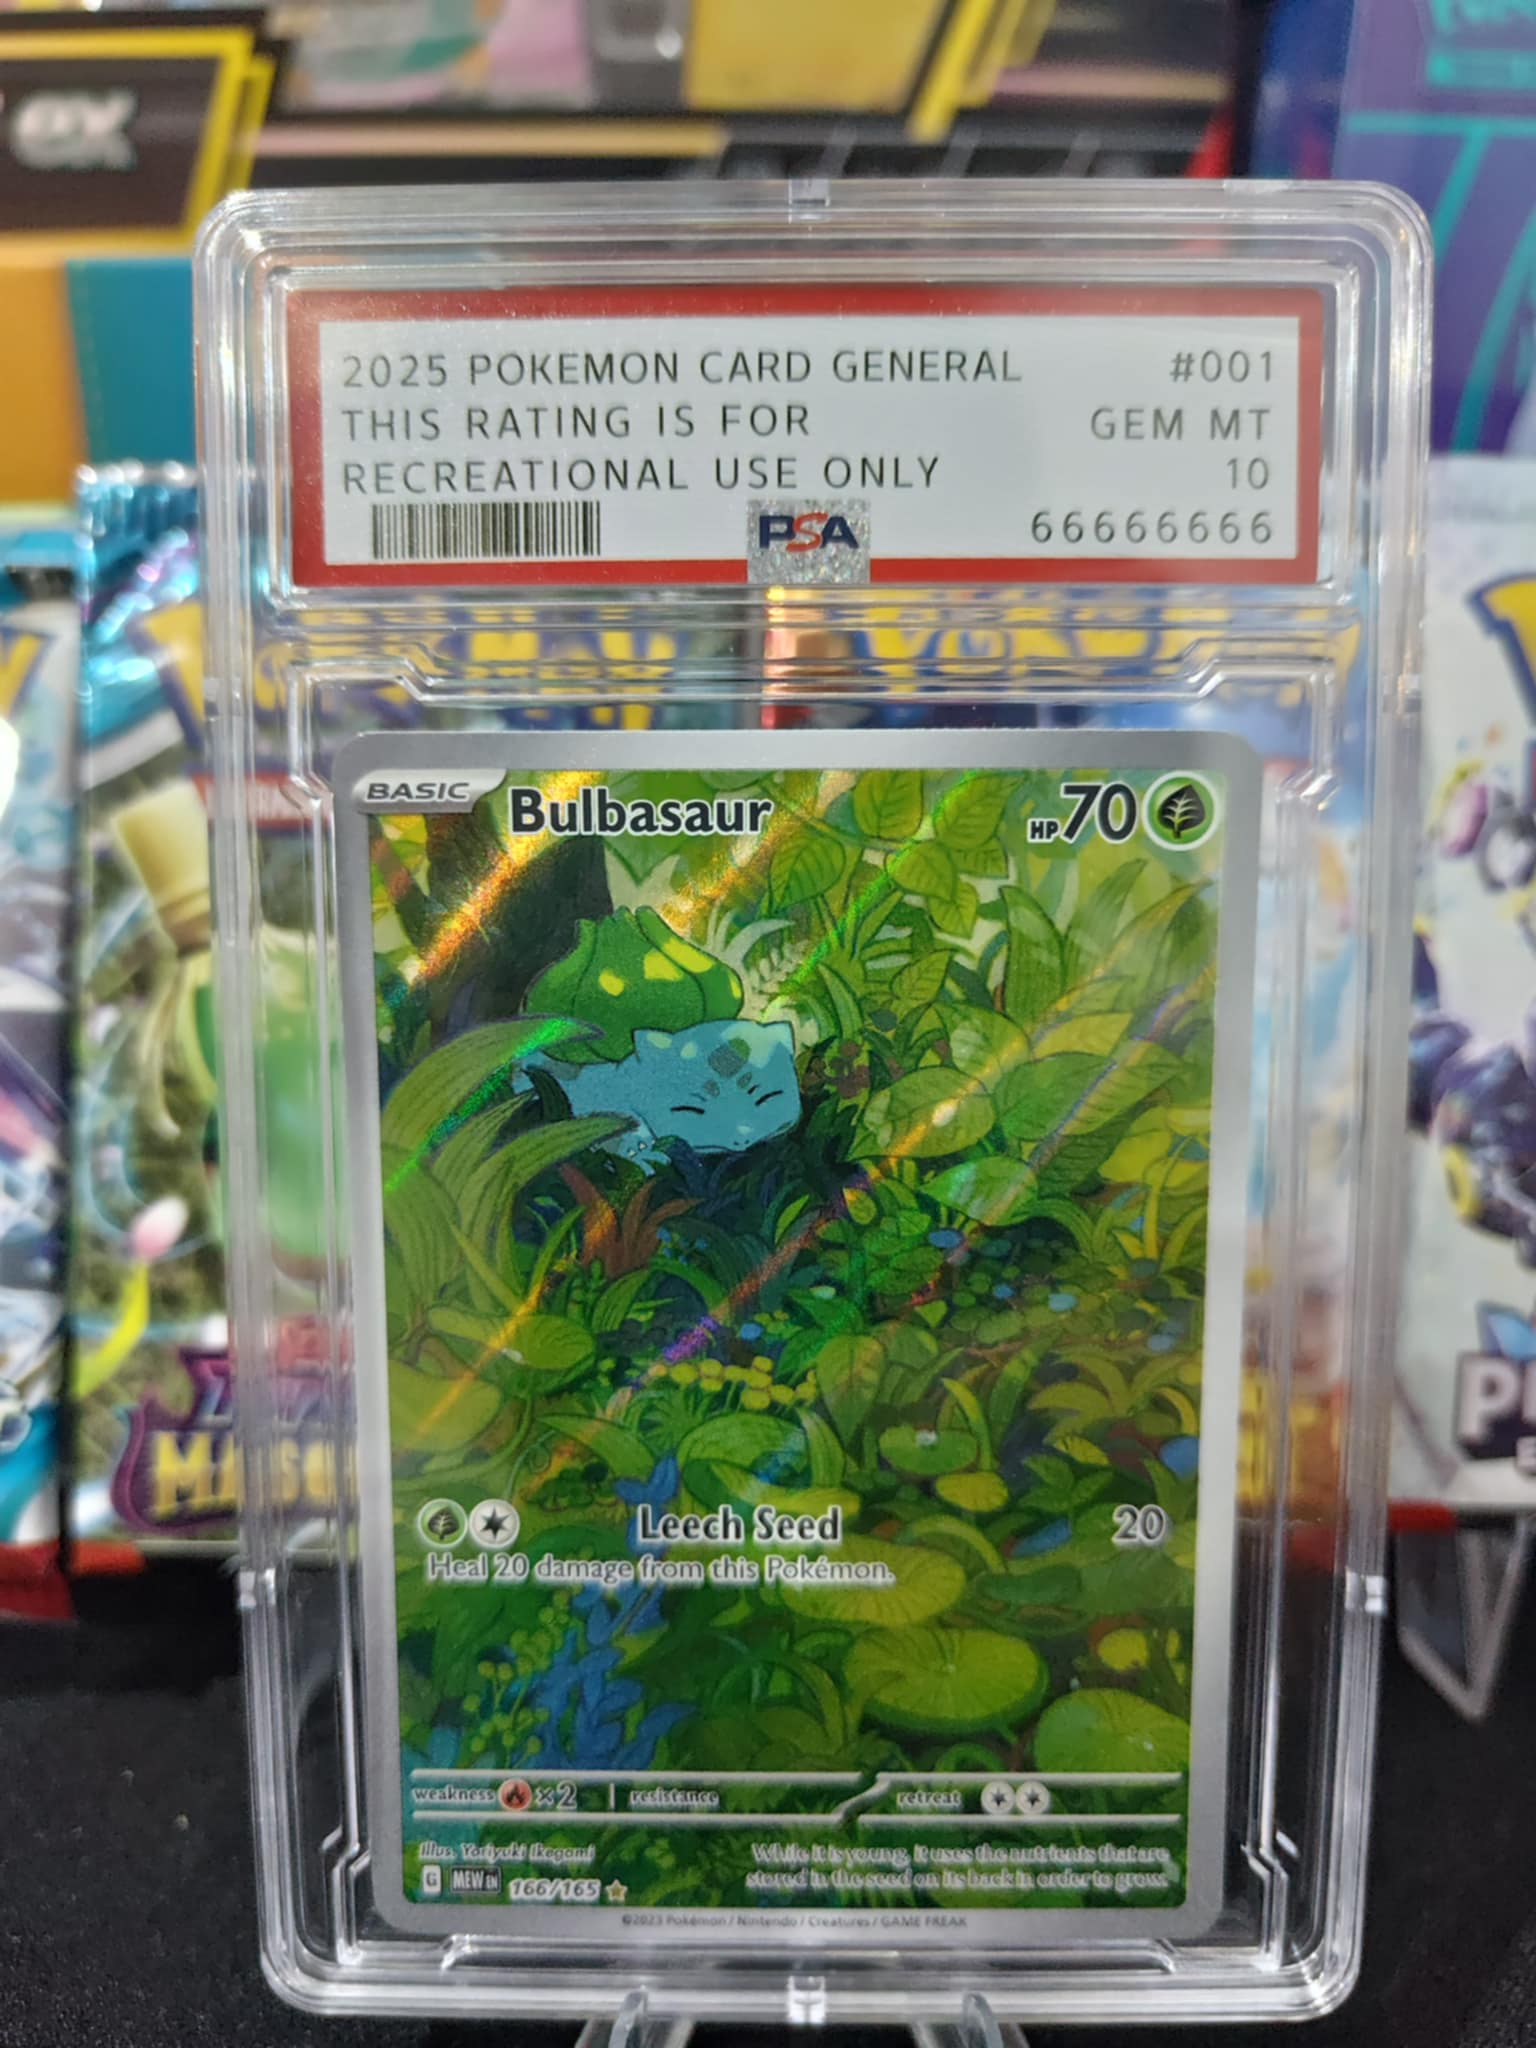 ex
2025 POKEMON CARD GENERAL #001
THIS RATING IS FOR GEM MT
RECREATIONAL USE ONLY 10
PSA 66666666
BASIC Bulbasaur HP 70
Leech Seed 20
Heal 20 damage from this Pokémon.
weakness ×2 resistance retreat
Illus. Yoriyuki Ikegami
While it is young, it uses the nutrients that are
stored in the seed on its back in order to grow.
G MEW EN 166/165
©2023 Pokémon / Nintendo / Creatures / GAME FREAK